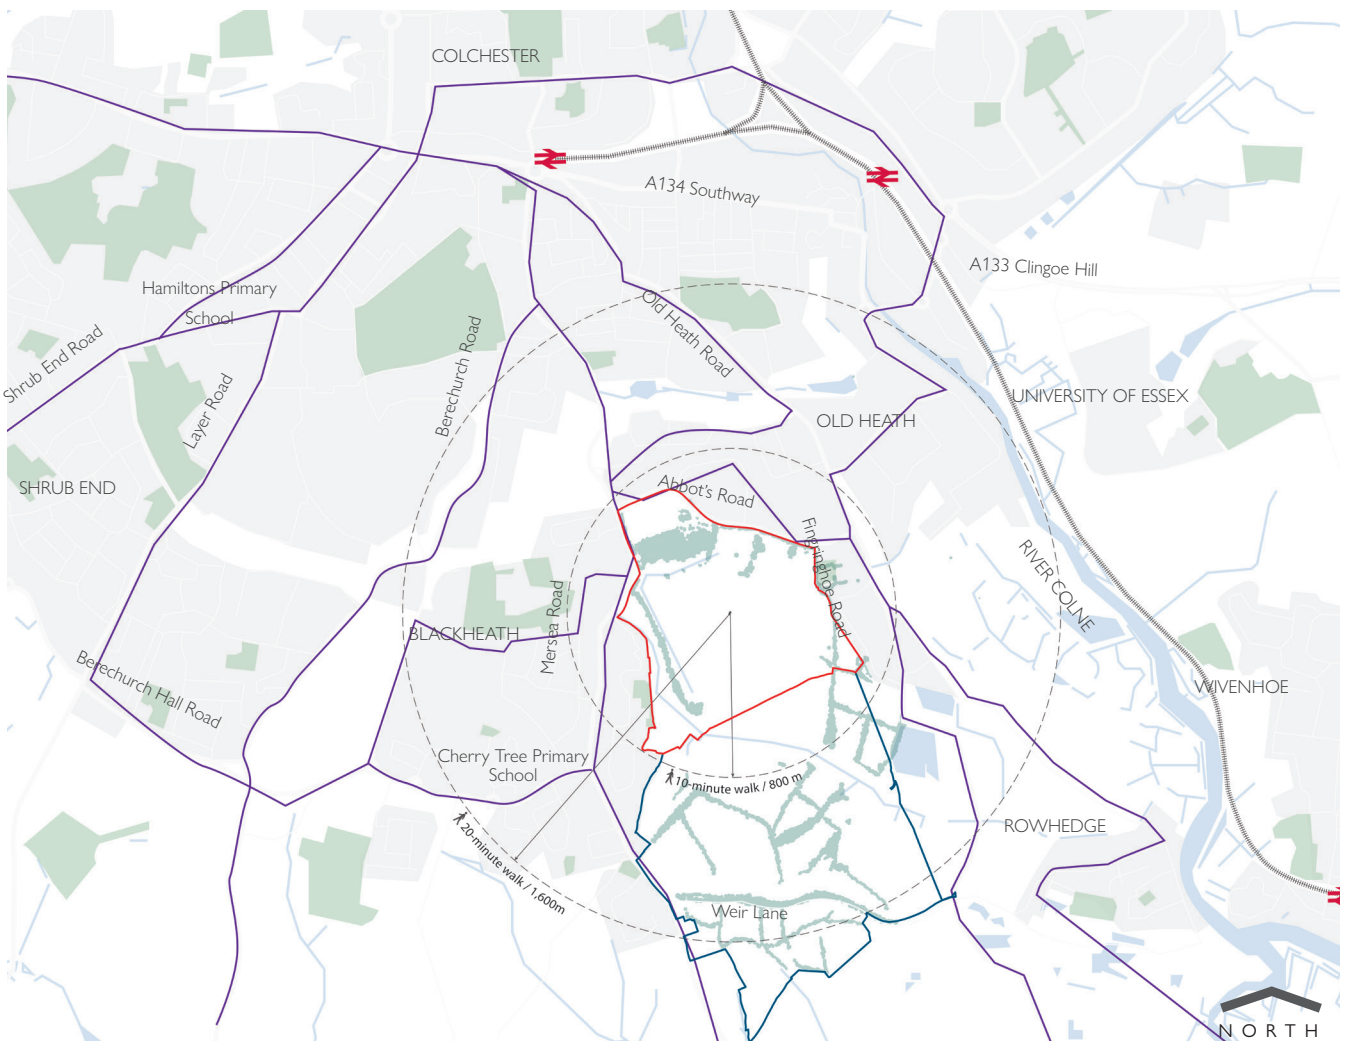 COLCHESTER
A134 Southway
A133 Clingoe Hill
Hamiltons Primary
School
Old Heath Road
Shrub End Road
Berechurch Road
Layer Road
UNIVERSITY OF ESSEX
OLD HEATH
SHRUB END
Abbot's Road
Fingringhoe Road
RIVER COLNE
Mersea Road
BLACKHEATH
Berechurch Hall Road
WIVENHOE
Cherry Tree Primary
School
10-minute walk / 800 m
20-minute walk / 1,600m
ROWHEDGE
Weir Lane
NORTH